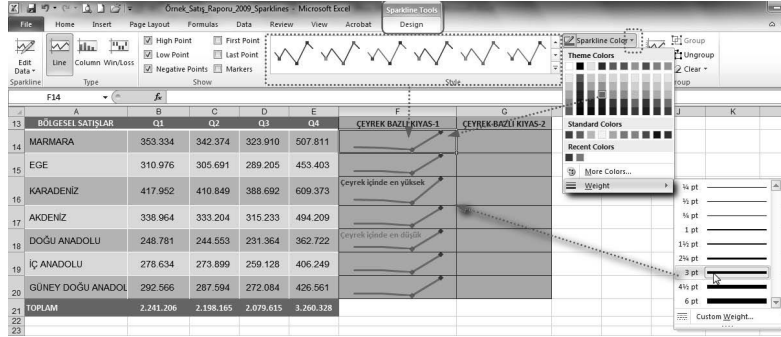 Örnek_Satış_Raporu_2009_Sparklines - Microsoft Excel
Sparkline Tools
File Home Insert Page Layout Formulas Data Review View Acrobat Design
Edit Data
Line Column Win/Loss
High Point First Point
Low Point Last Point
Negative Points Markers
Sparkline Color
Group
Ungroup
Clear
Sparkline Type Show Style Group
F14 fx
Theme Colors
Standard Colors
Recent Colors
More Colors...
Weight
A B C D E F G J K
13 BÖLGESEL SATIŞLAR Q1 Q2 Q3 Q4 ÇEYREK BAZLI KIYAS-1 ÇEYREK BAZLI KIYAS-2
14 MARMARA 353.334 342.374 323.910 507.811
15 EGE 310.976 305.691 289.205 453.403
16 KARADENİZ 417.952 410.849 388.692 609.373 Çeyrek içinde en yüksek
17 AKDENİZ 338.964 333.204 315.233 494.209
18 DOĞU ANADOLU 248.781 244.553 231.364 362.722 Çeyrek içinde en düşük
19 İÇ ANADOLU 278.634 273.899 259.128 406.249
20 GÜNEY DOĞU ANADOL 292.566 287.594 272.084 426.561
21 TOPLAM 2.241.206 2.198.165 2.079.615 3.260.328
22
23
¼ pt
½ pt
¾ pt
1 pt
1½ pt
2¼ pt
3 pt
4½ pt
6 pt
Custom Weight...